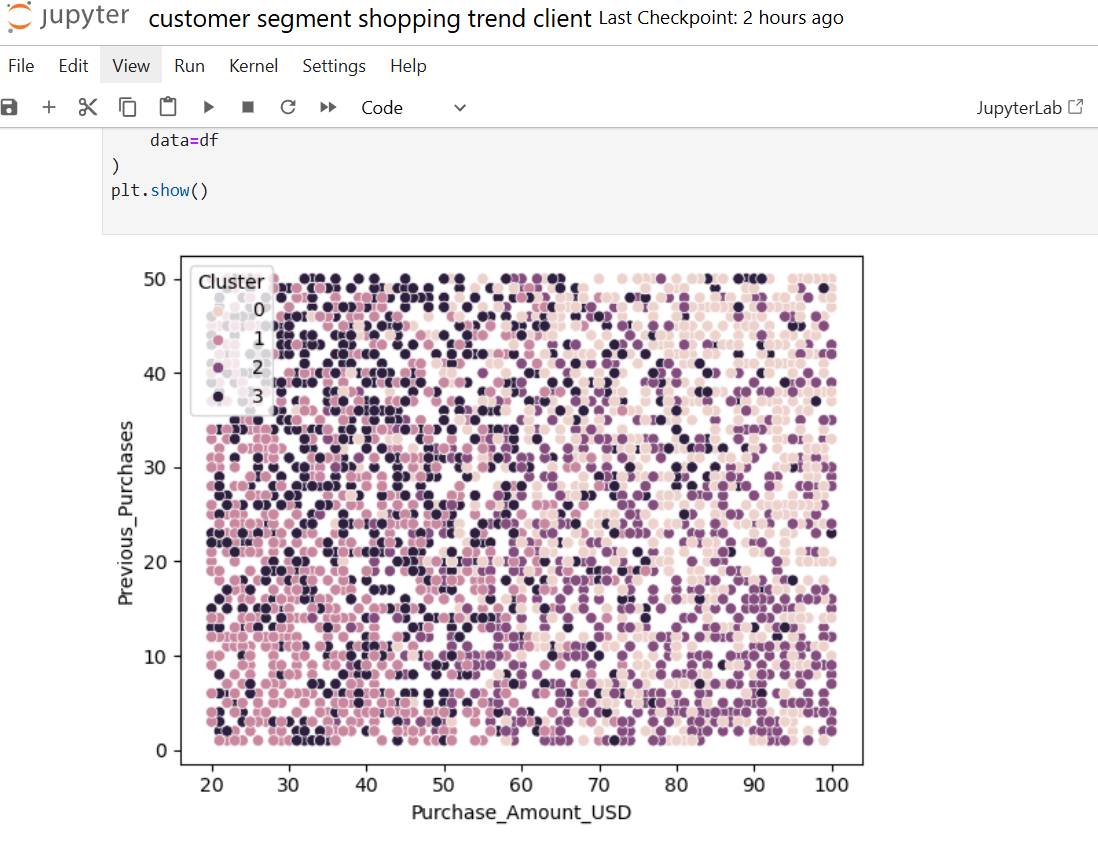 jupyter customer segment shopping trend client Last Checkpoint: 2 hours ago
File Edit View Run Kernel Settings Help
Code JupyterLab
data=df
)
plt.show()
Cluster
0
1
2
3
50
40
30
20
10
0
Previous_Purchases
20 30 40 50 60 70 80 90 100
Purchase_Amount_USD